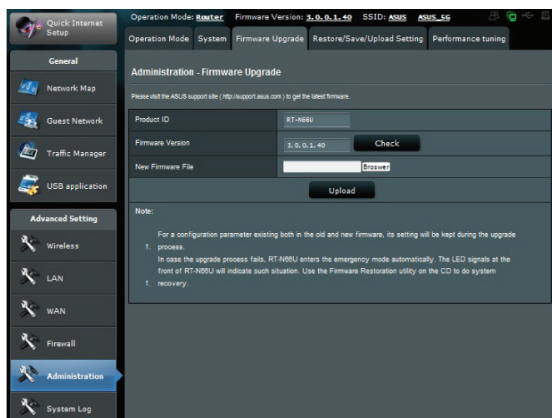 Quick Internet
Setup
Operation Mode: Router Firmware Version: 3.0.0.1.40 SSID: ASUS ASUS_5G
Operation Mode System Firmware Upgrade Restore/Save/Upload Setting Performance tuning
General
Network Map
Guest Network
Traffic Manager
USB application
Advanced Setting
Wireless
LAN
WAN
Firewall
Administration
System Log
Administration - Firmware Upgrade
Please visit the ASUS support site ( http://support.asus.com ) to get the latest firmware.
Product ID RT-N66U
Firmware Version 3.0.0.1.40 Check
New Firmware File Broswer
Upload
Note:
For a configuration parameter existing both in the old and new firmware, its setting will be kept during the upgrade
1. process.
In case the upgrade process fails, RT-N66U enters the emergency mode automatically. The LED signals at the
front of RT-N66U will indicate such situation. Use the Firmware Restoration utility on the CD to do system
1. recovery.